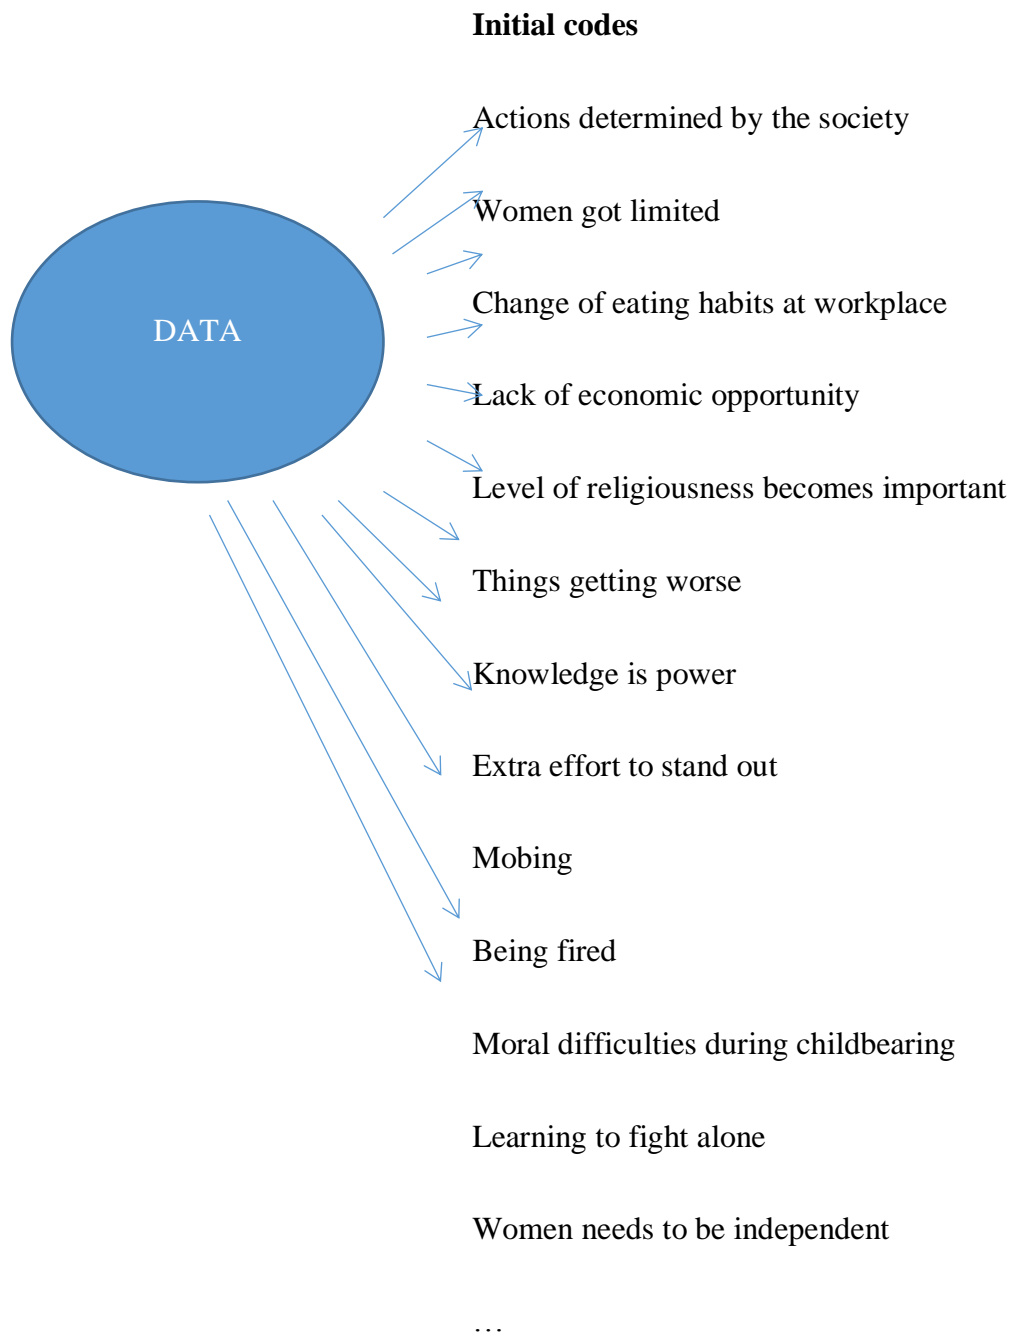 Initial codes
Actions determined by the society
Women got limited
DATA
Change of eating habits at workplace
Lack of economic opportunity
Level of religiousness becomes important
Things getting worse
Knowledge is power
Extra effort to stand out
Mobing
Being fired
Moral difficulties during childbearing
Learning to fight alone
Women needs to be independent
…